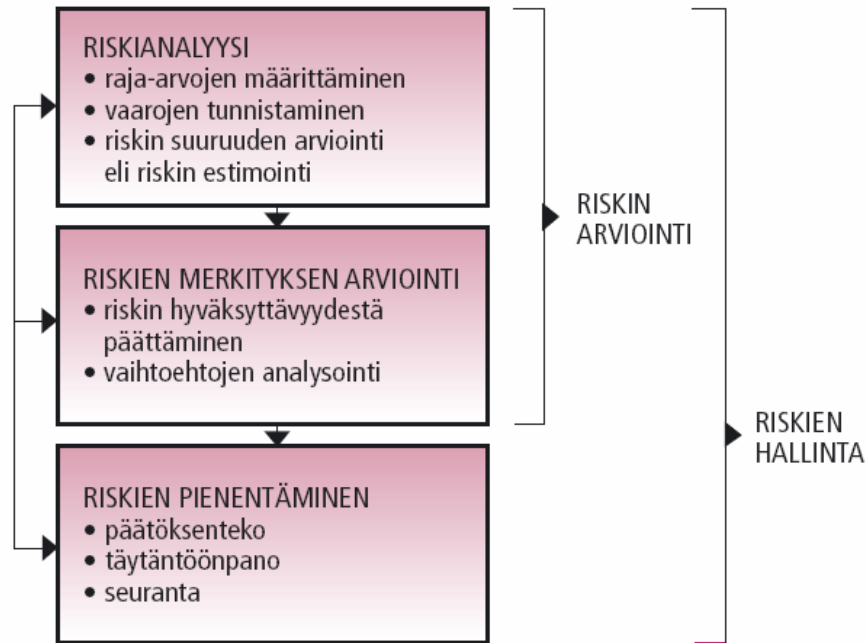 RISKIANALYYSI
• raja-arvojen määrittäminen
• vaarojen tunnistaminen
• riskin suuruuden arviointi
eli riskin estimointi
RISKIEN MERKITYKSEN ARVIOINTI
• riskin hyväksyttävyydestä
päättäminen
• vaihtoehtojen analysointi
RISKIEN PIENENTÄMINEN
• päätöksenteko
• täytäntöönpano
• seuranta
RISKIN
ARVIOINTI
RISKIEN
HALLINTA